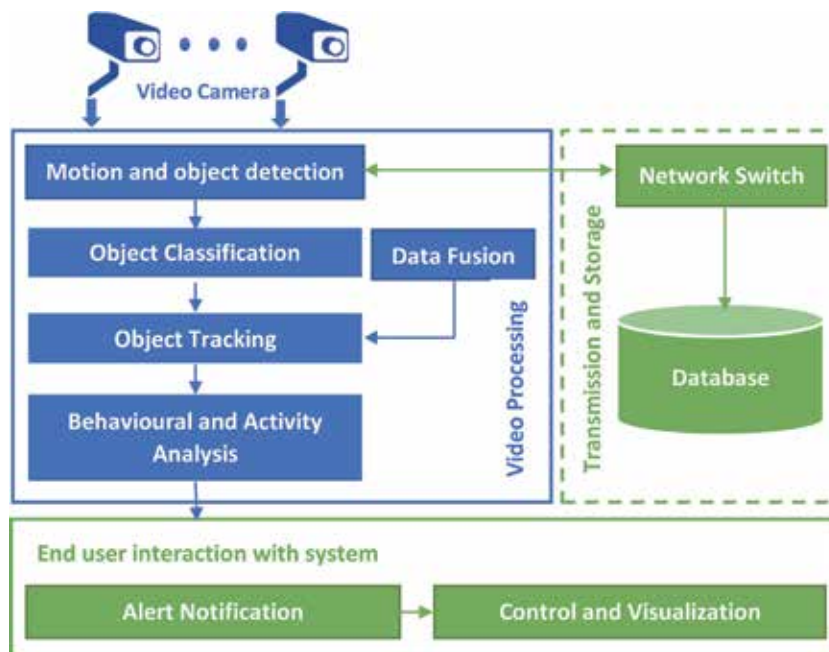 Video Camera
Motion and object detection
Network Switch
Object Classification
Data Fusion
Object Tracking
Database
Behavioural and Activity
Analysis
Video Processing
Transmission and Storage
End user interaction with system
Alert Notification
Control and Visualization